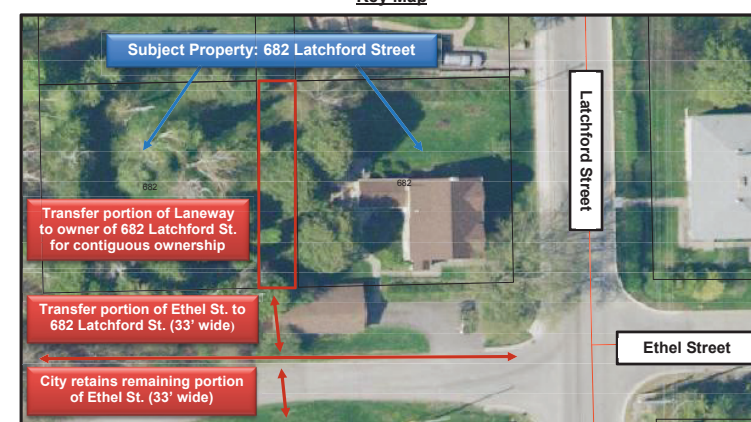 Key Map
Subject Property: 682 Latchford Street
Latchford Street
682
682
Transfer portion of Laneway
to owner of 682 Latchford St.
for contiguous ownership
Transfer portion of Ethel St. to
682 Latchford St. (33' wide)
Ethel Street
City retains remaining portion
of Ethel St. (33' wide)